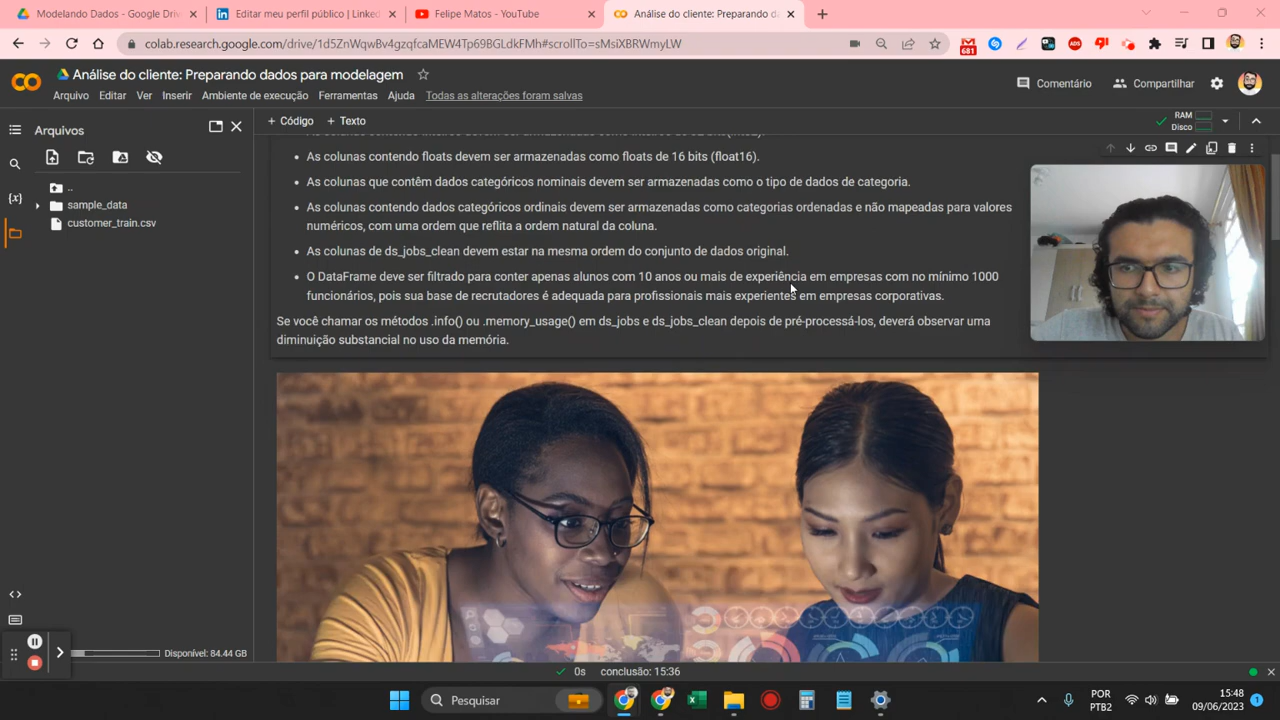 Modelando Dados - Google Driv
Editar meu perfil público | Linked
Felipe Matos - YouTube
Análise do cliente: Preparando da
colab.research.google.com/drive/1d5ZnWqwBv4gzqfcaMEW4Tp69BGLdkFMh#scrollTo=sMsiXBRWmyLW
681
ADS
Análise do cliente: Preparando dados para modelagem
Comentário
Compartilhar
Arquivo Editar Ver Inserir Ambiente de execução Ferramentas Ajuda Todas as alterações foram salvas
Arquivos
+ Código + Texto
RAM
Disco
• As colunas contendo floats devem ser armazenadas como floats de 16 bits (float16).
• As colunas que contêm dados categóricos nominais devem ser armazenadas como o tipo de dados de categoria.
• As colunas contendo dados categóricos ordinais devem ser armazenadas como categorias ordenadas e não mapeadas para valores
numéricos, com uma ordem que reflita a ordem natural da coluna.
• As colunas de ds_jobs_clean devem estar na mesma ordem do conjunto de dados original.
• O DataFrame deve ser filtrado para conter apenas alunos com 10 anos ou mais de experiência em empresas com no mínimo 1000
funcionários, pois sua base de recrutadores é adequada para profissionais mais experientes em empresas corporativas.
Se você chamar os métodos .info() ou .memory_usage() em ds_jobs e ds_jobs_clean depois de pré-processá-los, deverá observar uma
diminuição substancial no uso da memória.
..
sample_data
customer_train.csv
Disponível: 84.44 GB
0s conclusão: 15:36
Pesquisar
POR
PTB2
15:48
09/06/2023
1